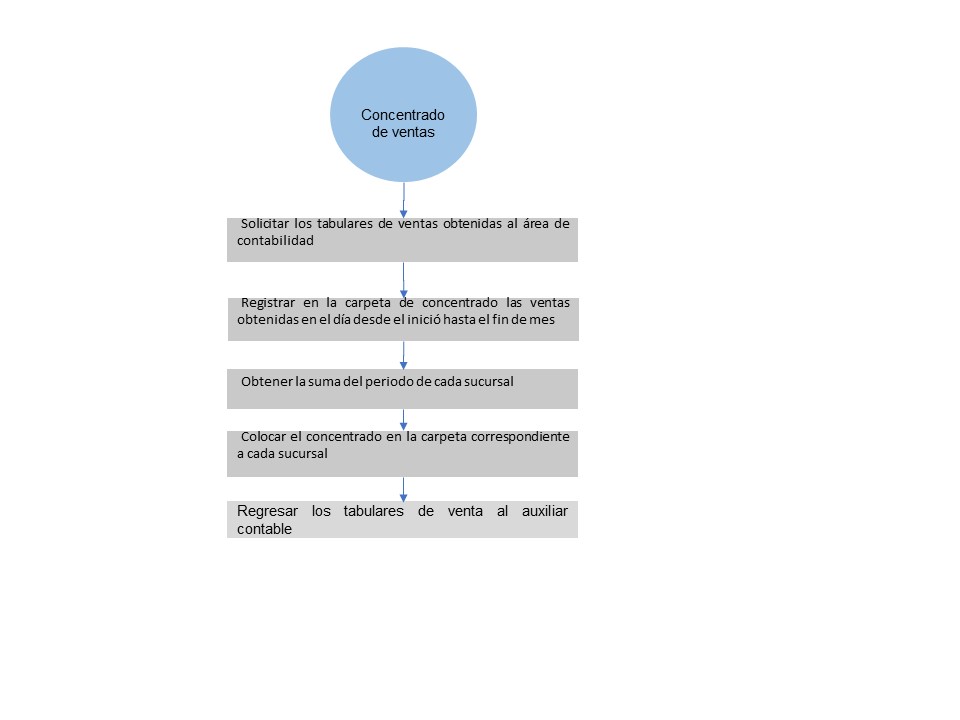 Concentrado
de ventas
Solicitar los tabulares de ventas obtenidas al área de
contabilidad
Registrar en la carpeta de concentrado las ventas
obtenidas en el día desde el inició hasta el fin de mes
Obtener la suma del periodo de cada sucursal
Colocar el concentrado en la carpeta correspondiente
a cada sucursal
Regresar los tabulares de venta al auxiliar
contable